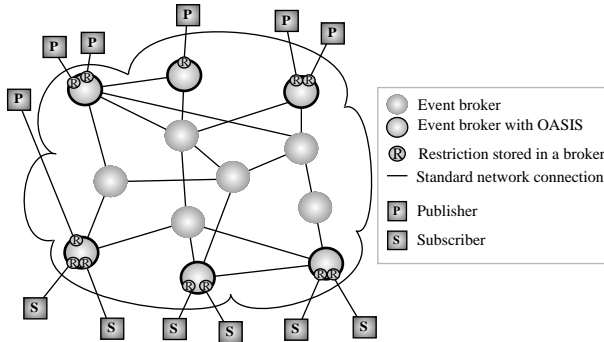 P
P
P
P
P
P
R
R
R
R
R
R
R
R
R
R
R
R
R
S
S
S
S
S
S
Event broker
Event broker with OASIS
R Restriction stored in a broker
Standard network connection
P Publisher
S Subscriber